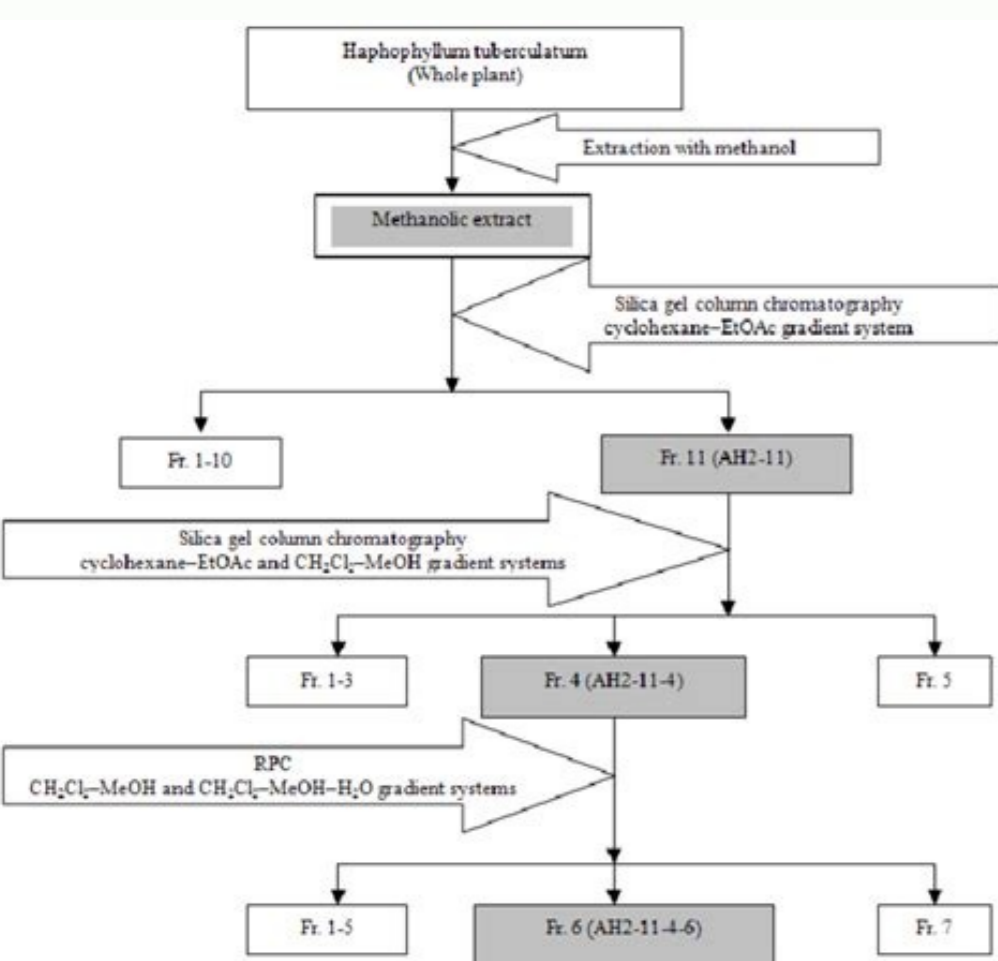 Haphophyllum tuberculatum
(Whole plant)
Extraction with methanol
Methanolic extract
Silica gel column chromatography
cyclohexane–EtOAc gradient system
Fr. 1-10
Fr. 11 (AH2-11)
Silica gel column chromatography
cyclohexane–EtOAc and CH₂Cl₂–MeOH gradient systems
Fr. 1-3
Fr. 4 (AH2-11-4)
Fr. 5
RPC
CH₂Cl₂–MeOH and CH₂Cl₂–MeOH–H₂O gradient systems
Fr. 1-5
Fr. 6 (AH2-11-4-6)
Fr. 7